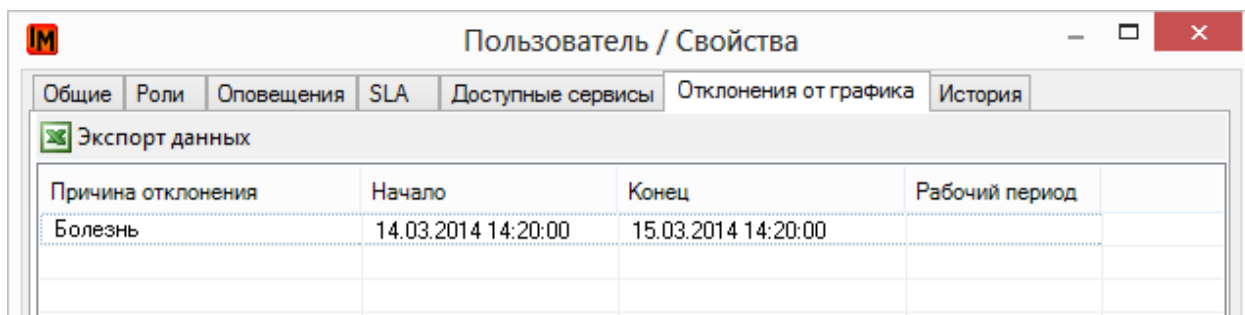 IM Пользователь / Свойства
Общие Роли Оповещения SLA Доступные сервисы Отклонения от графика История
Экспорт данных
Причина отклонения Начало Конец Рабочий период
Болезнь 14.03.2014 14:20:00 15.03.2014 14:20:00